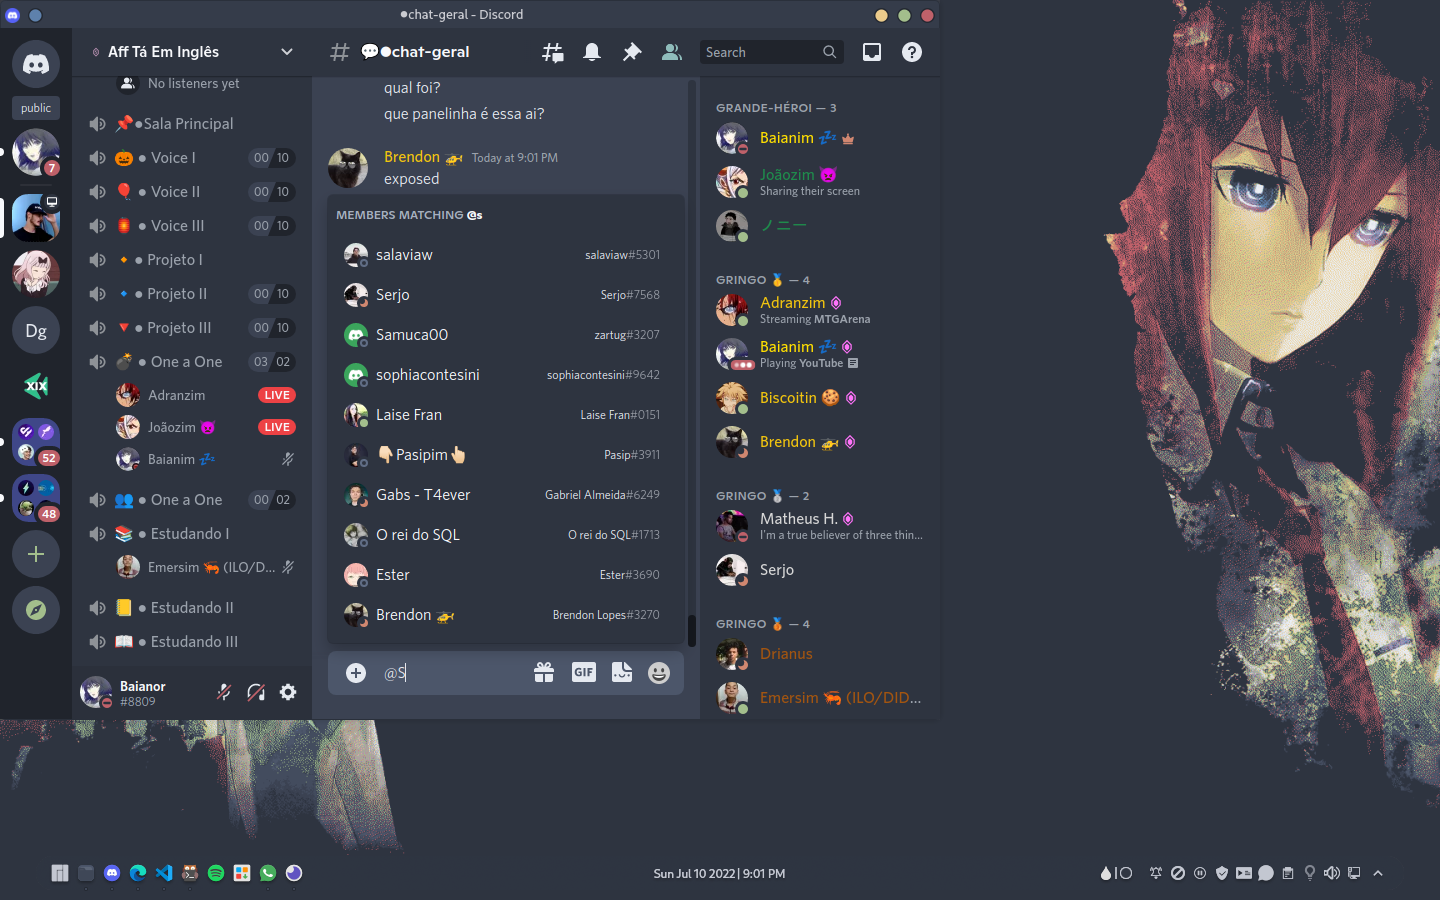 ●chat-geral - Discord
Aff Tá Em Inglês
#
💬●chat-geral
Search
public
7
Dg
XIX
52
48
No listeners yet
📌●Sala Principal
🎃 ● Voice I 00 10
🎈 ● Voice II 00 10
🏮 ● Voice III 00 10
🔸 ● Projeto I
🔹 ● Projeto II 00 10
🔻 ● Projeto III 00 10
💣 ● One a One 03 02
Adranzim LIVE
Joãozim 😈 LIVE
Baianim 💤
👥 ● One a One 00 02
📚 ● Estudando I
Emersim 🦐 (ILO/D...
📒 ● Estudando II
📖 ● Estudando III
Baianor
#8809
qual foi?
que panelinha é essa ai?
Brendon 🚁 Today at 9:01 PM
exposed
MEMBERS MATCHING @s
salaviaw salaviaw#5301
Serjo Serjo#7568
Samuca00 zartug#3207
sophiacontesini sophiacontesini#9642
Laise Fran Laise Fran#0151
👇🏻Pasipim👆🏻 Pasip#3911
Gabs - T4ever Gabriel Almeida#6249
O rei do SQL O rei do SQL#1713
Ester Ester#3690
Brendon 🚁 Brendon Lopes#3270
@S
GIF
GRANDE-HÉROI — 3
Baianim 💤
Joãozim 😈
Sharing their screen
ノニー
GRINGO 🥇 — 4
Adranzim
Streaming MTGArena
Baianim 💤
Playing YouTube
Biscoitin 🍪
Brendon 🚁
GRINGO 🥈 — 2
Matheus H.
I'm a true believer of three thin...
Serjo
GRINGO 🥉 — 4
Drianus
Emersim 🦐 (ILO/DID...
Sun Jul 10 2022 | 9:01 PM